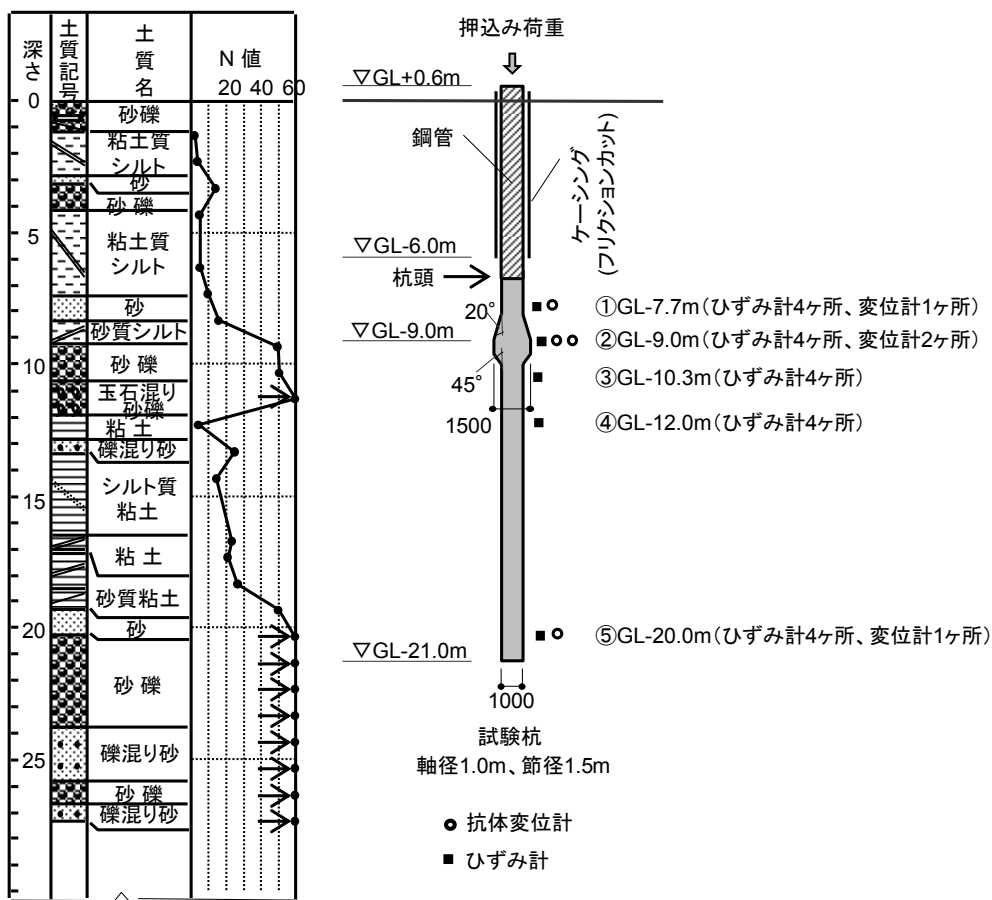 深さ
土質記号
土質名
N 値
20 40 60
0
5
10
15
20
25
砂礫
粘土質
シルト
砂
砂 礫
粘土質
シルト
砂
砂質シルト
砂 礫
玉石混り
砂礫
粘 土
礫混り砂
シルト質
粘土
粘 土
砂質粘土
砂
砂 礫
礫混り砂
砂 礫
礫混り砂
押込み荷重
▽GL+0.6m
鋼管
ケーシング
(フリクションカット)
▽GL-6.0m
杭頭
20°
▽GL-9.0m
45°
1500
①GL-7.7m(ひずみ計4ヶ所、変位計1ヶ所)
②GL-9.0m(ひずみ計4ヶ所、変位計2ヶ所)
③GL-10.3m(ひずみ計4ヶ所)
④GL-12.0m(ひずみ計4ヶ所)
⑤GL-20.0m(ひずみ計4ヶ所、変位計1ヶ所)
▽GL-21.0m
1000
試験杭
軸径1.0m、節径1.5m
抗体変位計
ひずみ計